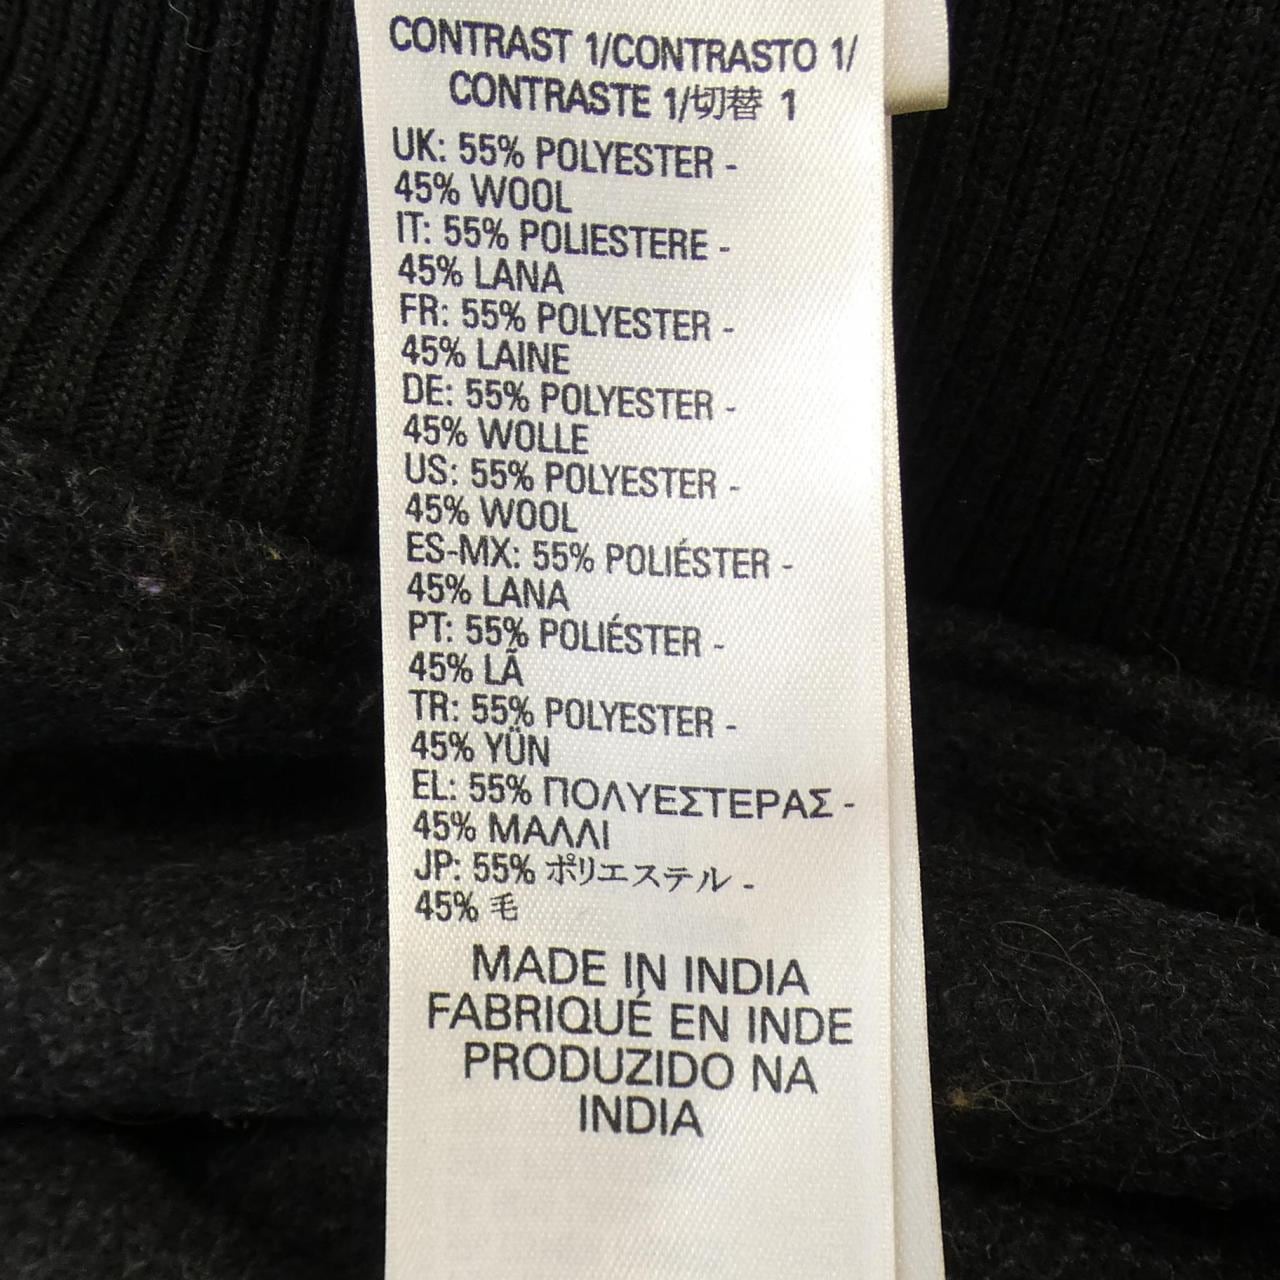 CONTRAST 1/CONTRASTO 1/
CONTRASTE 1/切替 1
UK: 55% POLYESTER -
45% WOOL
IT: 55% POLIESTERE -
45% LANA
FR: 55% POLYESTER -
45% LAINE
DE: 55% POLYESTER -
45% WOLLE
US: 55% POLYESTER -
45% WOOL
ES-MX: 55% POLIÉSTER -
45% LANA
PT: 55% POLIÉSTER -
45% LÃ
TR: 55% POLYESTER -
45% YÜN
EL: 55% ΠΟΛΥΕΣΤΕΡΑΣ -
45% ΜΑΛΛΙ
JP: 55% ポリエステル -
45% 毛
MADE IN INDIA
FABRIQUÉ EN INDE
PRODUZIDO NA
INDIA